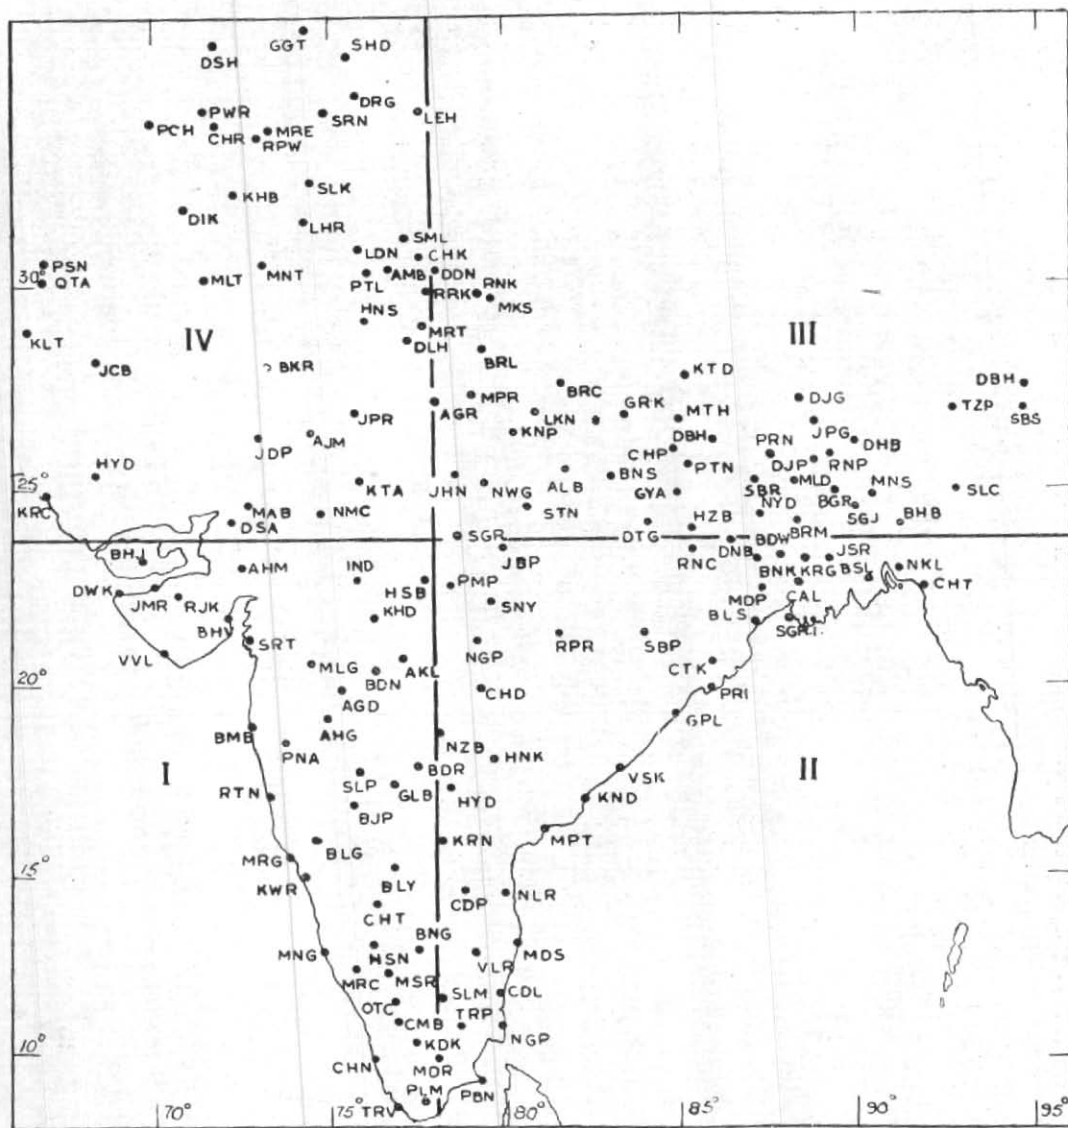 GGT
SHD
DSH
DRG
PWR
SRN
LEH
PCH
CHR
MRE
RPW
KHB
SLK
DIK
LHR
SML
LDN
CHK
PSN
MNT
AMB
DDN
30°
QTA
MLT
PTL
RRK
RNK
MKS
HNS
IV
MRT
III
KLT
DLH
BRL
JCB
BKR
KTD
DBH
BRC
MPR
DJG
TZP
AGR
GRK
MTH
SBS
JPR
LKN
JPG
KNP
DBH
AJM
PRN
DHB
JDP
CHP
DJP
RNP
HYD
PTN
BNS
25°
KTA
JHN
NWG
ALB
GYA
SBR
MLD
MNS
SLC
KRC
NYD
BGR
MAB
NMC
STN
HZB
SGJ
BHB
DSA
DTG
BRM
SGR
DNB
BDW
JSR
BHJ
JBP
RNC
AHM
IND
BNK
KRG
BSL
NKL
DWK
HSB
PMP
CAL
CHT
JMR
RJK
KHD
SNY
MDP
BHV
BLS
SRT
RPR
SBP
SGR
VVL
MLG
AKL
NGP
CTK
20°
BDN
CHD
PRI
AGD
GPL
BMB
AHG
PNA
NZB
HNK
I
BDR
VSK
II
SLP
GLB
HYD
RTN
KND
BJP
MPT
BLG
KRN
MRG
15°
KWR
BLY
CDP
NLR
CHT
BNG
MNG
HSN
VLR
MDS
MRC
MSR
SLM
CDL
OTC
TRP
CMB
NGP
KDK
10°
CHN
MDR
PLM
PBN
TRV
70°
75°
80°
85°
90°
95°